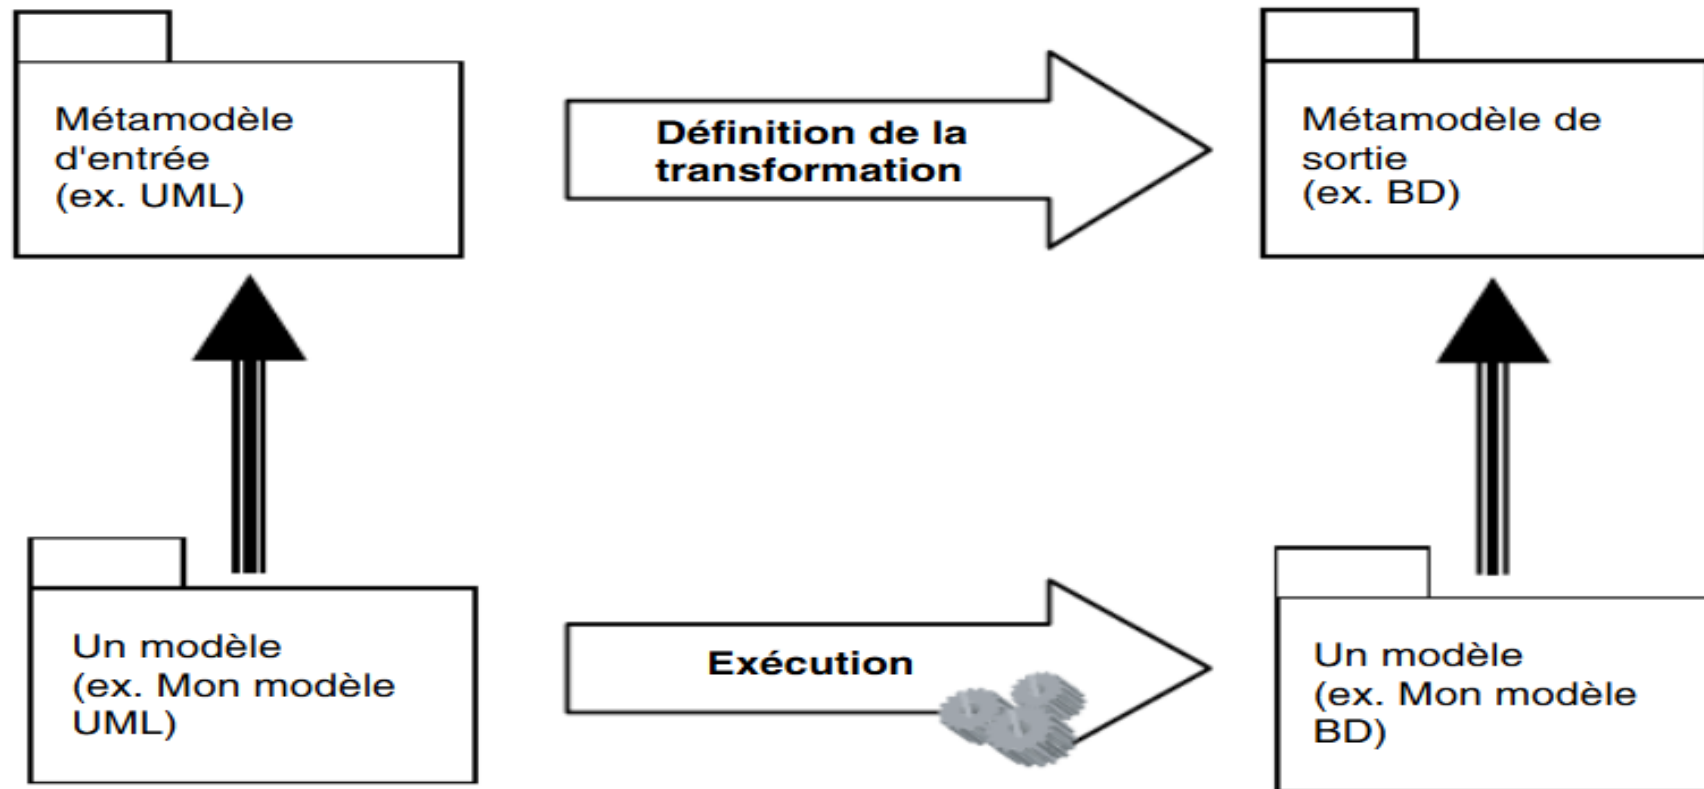 Métamodèle
d'entrée
(ex. UML)
Définition de la
transformation
Métamodèle de
sortie
(ex. BD)
Un modèle
(ex. Mon modèle
UML)
Exécution
Un modèle
(ex. Mon modèle
BD)